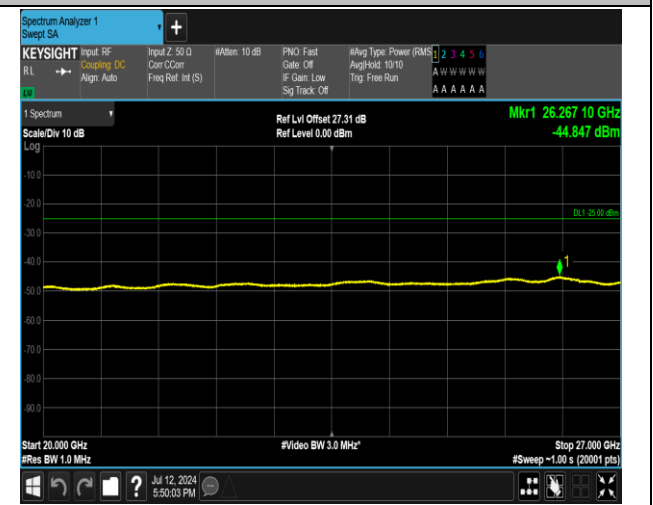 Spectrum Analyzer 1
Swept SA
+
KEYSIGHT Input: RF Input Z: 50 Ω #Atten: 10 dB PNO: Fast #Avg Type: Power (RMS 1 2 3 4 5 6
RL Coupling: DC Corr CCorr Gate: Off Avg|Hold: 10/10 A W W W W W
Align: Auto Freq Ref: Int (S) IF Gain: Low Trig: Free Run
Sig Track: Off A A A A A A
1 Spectrum Ref Lvl Offset 27.31 dB Mkr1 26.267 10 GHz
Scale/Div 10 dB Ref Level 0.00 dBm -44.847 dBm
Log
-10.0
-20.0
DL1 -25.00 dBm
-30.0
-40.0
1
-50.0
-60.0
-70.0
-80.0
-90.0
Start 20.000 GHz #Video BW 3.0 MHz* Stop 27.000 GHz
#Res BW 1.0 MHz #Sweep ~1.00 s (20001 pts)
? Jul 12, 2024
5:50:03 PM